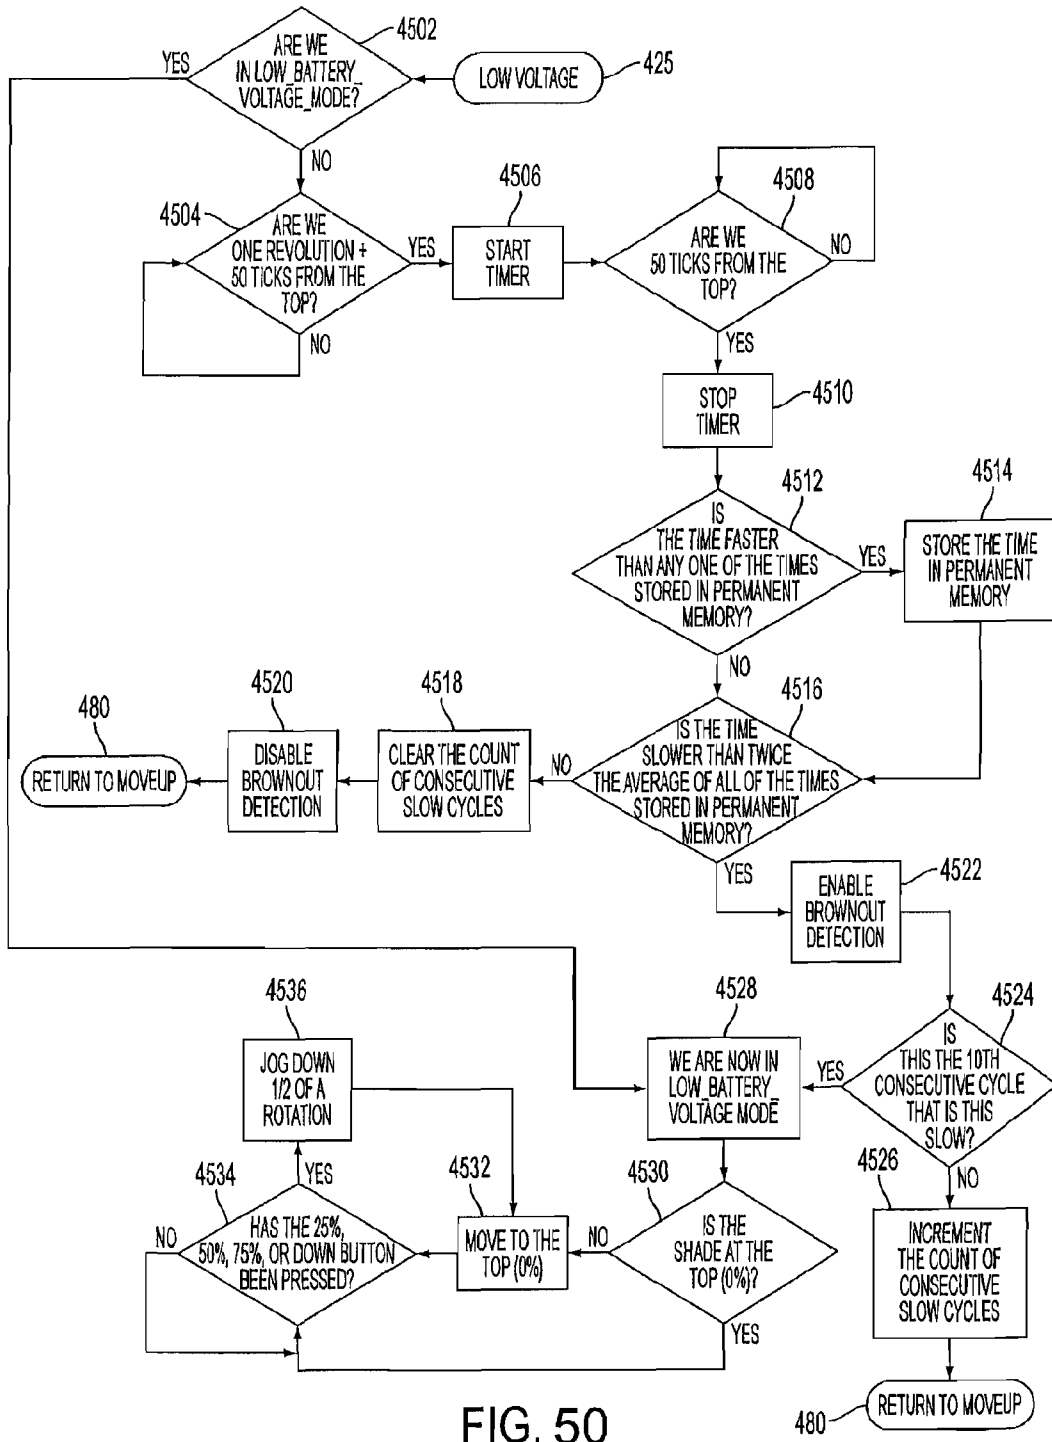 4502
ARE WE
IN LOW_BATTERY_
VOLTAGE_MODE?
YES
NO
LOW VOLTAGE
425
4504
ARE WE
ONE REVOLUTION +
50 TICKS FROM THE
TOP?
YES
NO
4506
START
TIMER
4508
ARE WE
50 TICKS FROM THE
TOP?
NO
YES
STOP
TIMER
4510
4512
IS
THE TIME FASTER
THAN ANY ONE OF THE TIMES
STORED IN PERMANENT
MEMORY?
YES
NO
4514
STORE THE TIME
IN PERMANENT
MEMORY
4516
IS THE TIME
SLOWER THAN TWICE
THE AVERAGE OF ALL OF THE TIMES
STORED IN PERMANENT
MEMORY?
NO
YES
4518
CLEAR THE COUNT
OF CONSECUTIVE
SLOW CYCLES
4520
DISABLE
BROWNOUT
DETECTION
480
RETURN TO MOVEUP
4522
ENABLE
BROWNOUT
DETECTION
4524
IS
THIS THE 10TH
CONSECUTIVE CYCLE
THAT IS THIS
SLOW?
YES
NO
4528
WE ARE NOW IN
LOW_BATTERY_
VOLTAGE MODE
4536
JOG DOWN
1/2 OF A
ROTATION
4534
HAS THE 25%,
50%, 75%, OR DOWN BUTTON
BEEN PRESSED?
YES
NO
4532
MOVE TO THE
TOP (0%)
4530
IS THE
SHADE AT THE
TOP (0%)?
NO
YES
4526
INCREMENT
THE COUNT OF
CONSECUTIVE
SLOW CYCLES
480
RETURN TO MOVEUP
FIG. 50